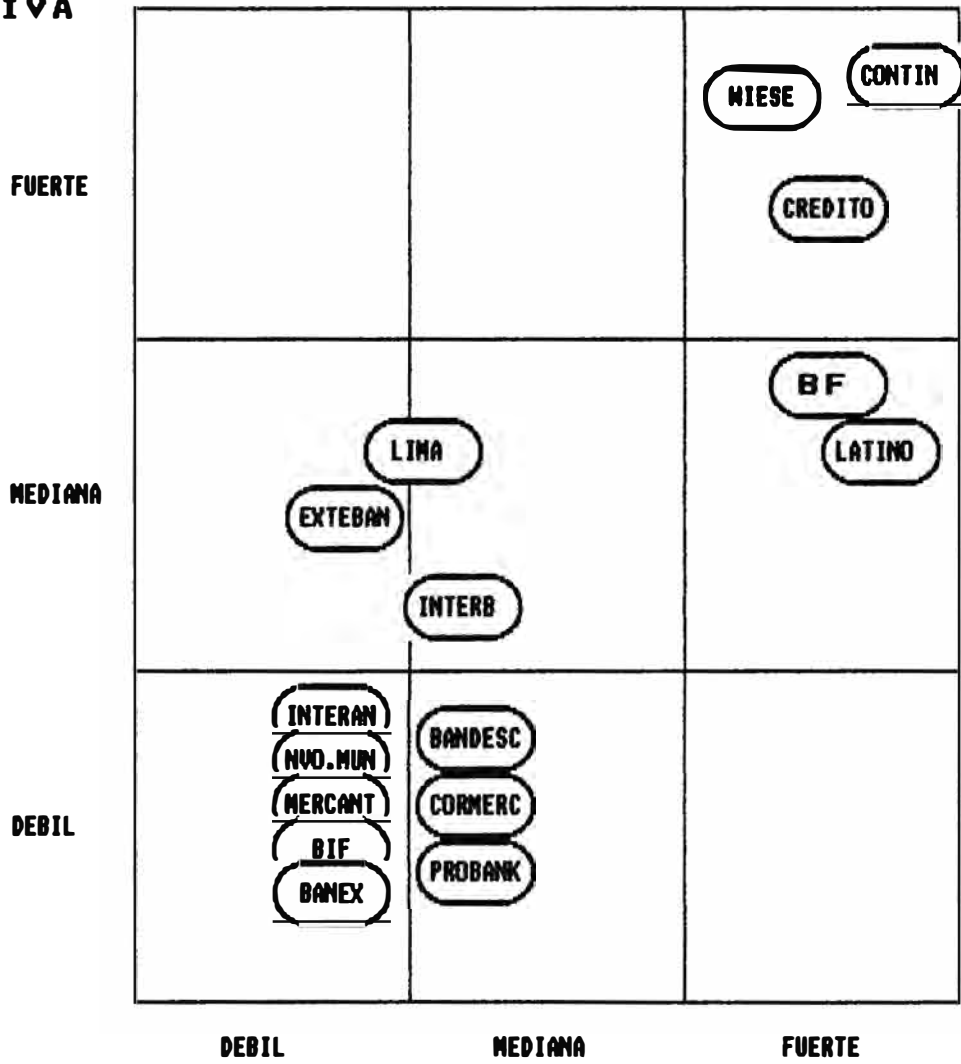 IVA
CONTIN
WIESE
FUERTE
CREDITO
BF
LIMA
LATINO
MEDIANA
EXTEBAN
INTERB
INTERAN
BANDESC
NVO.MUN
MERCANT
CORMERC
DEBIL
BIF
PROBANK
BANEX
DEBIL MEDIANA FUERTE